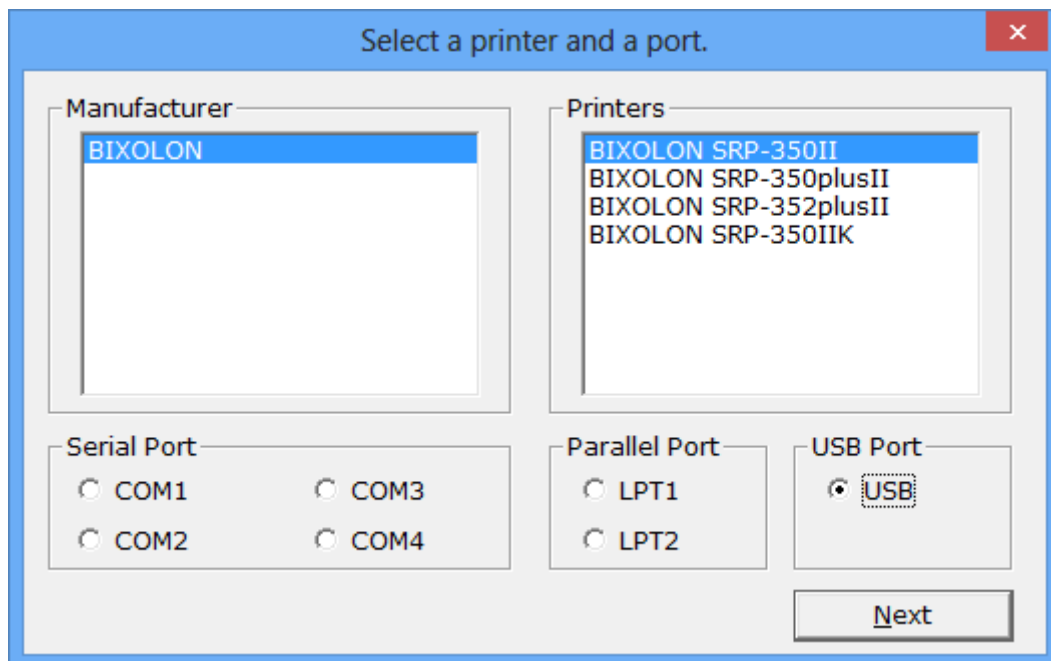 Select a printer and a port.
Manufacturer
BIXOLON
Printers
BIXOLON SRP-350II
BIXOLON SRP-350plusII
BIXOLON SRP-352plusII
BIXOLON SRP-350IIK
Serial Port
COM1
COM3
COM2
COM4
Parallel Port
LPT1
LPT2
USB Port
USB
Next